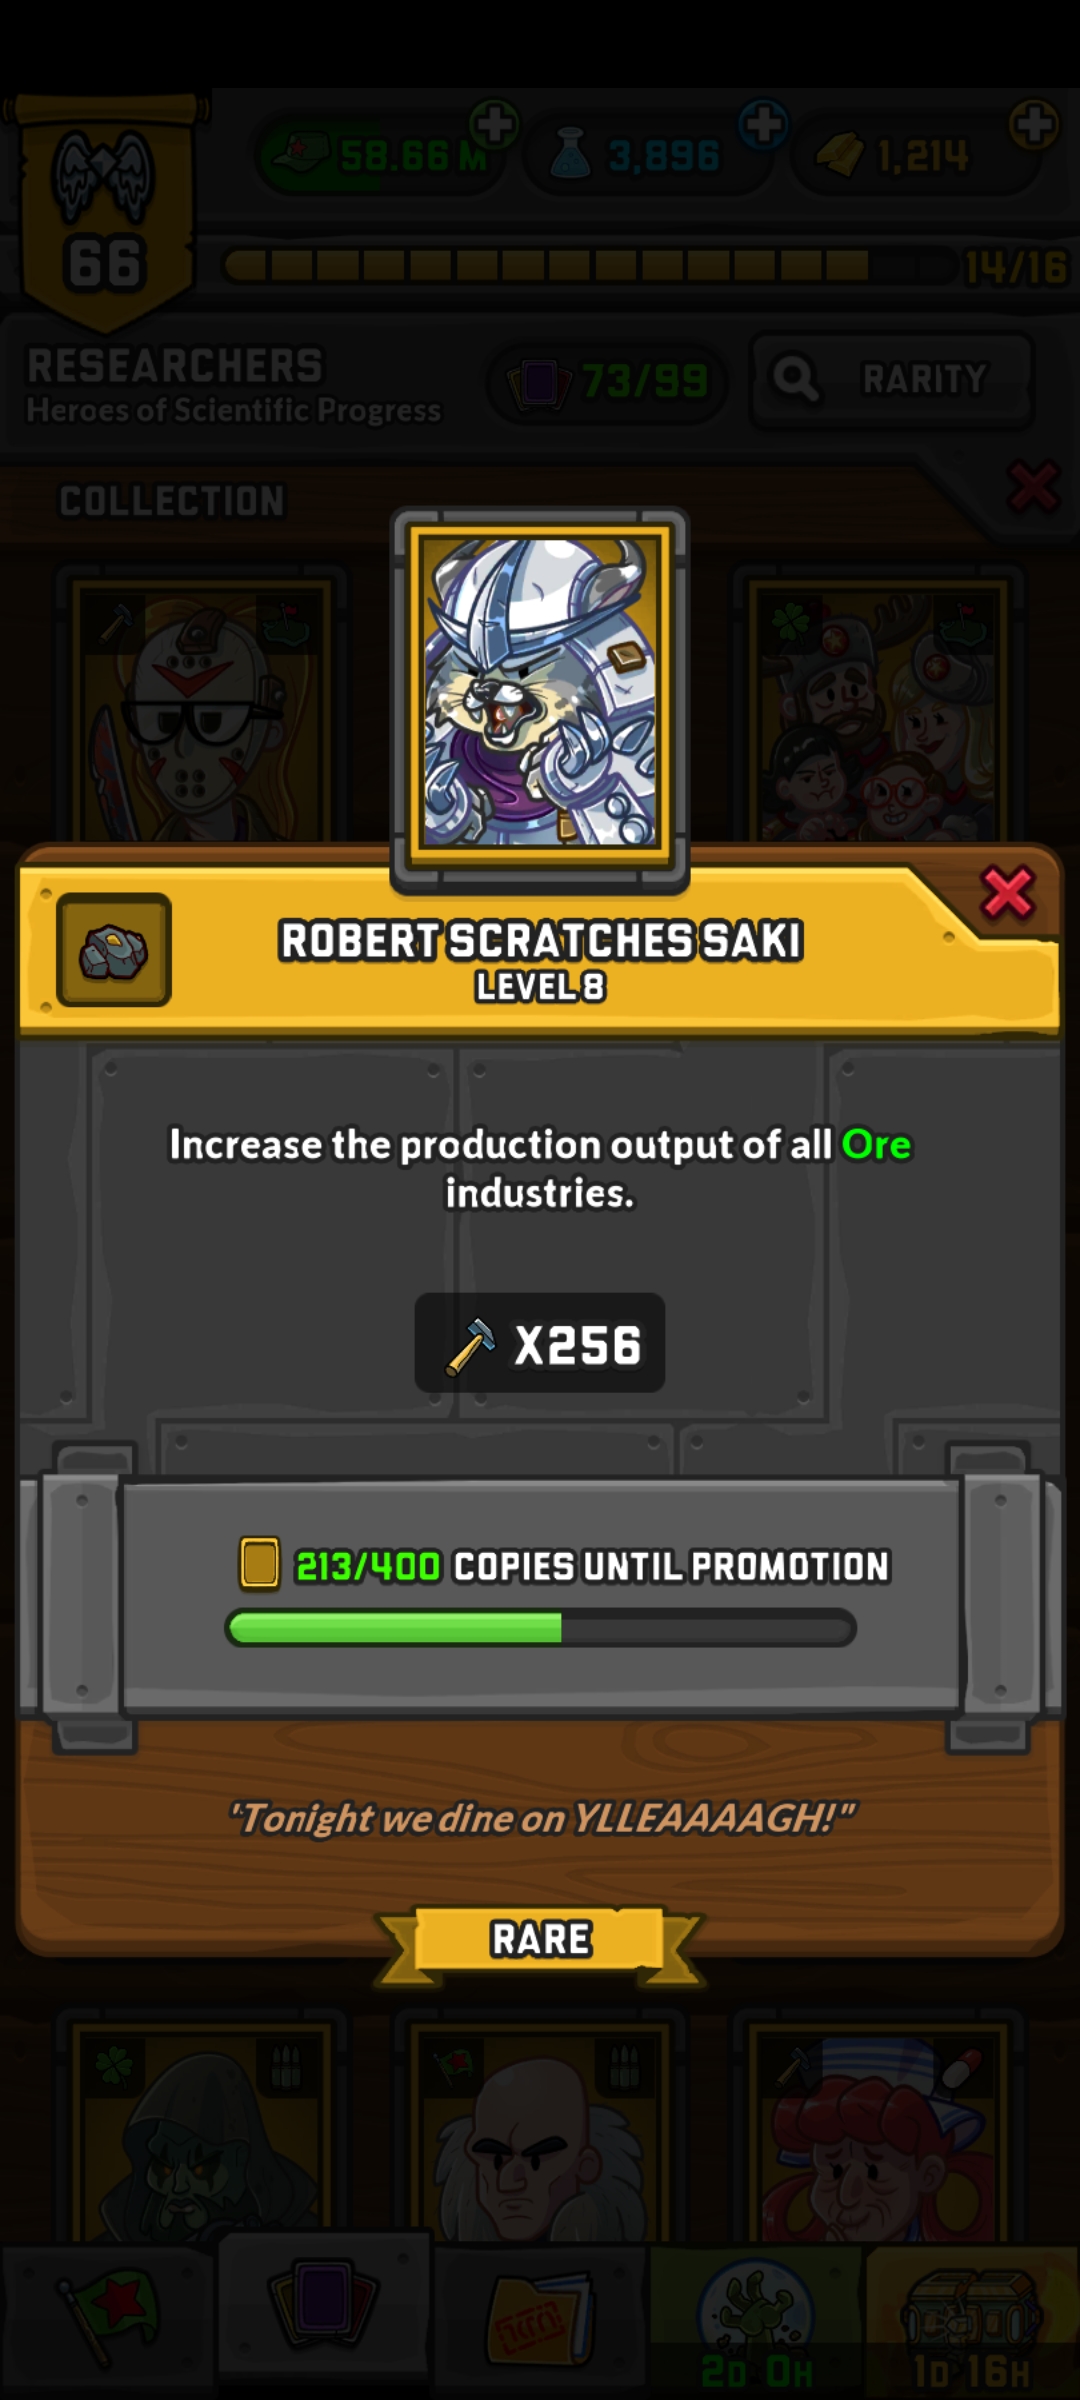 58.66 M
3,896
1,214
66
14/16
RESEARCHERS
Heroes of Scientific Progress
73/99
RARITY
COLLECTION
ROBERT SCRATCHES SAKI
LEVEL 8
Increase the production output of all Ore
industries.
X256
213/400 COPIES UNTIL PROMOTION
'Tonight we dine on YLLEAAAAGH!"
RARE
2D 0H
1D 16H